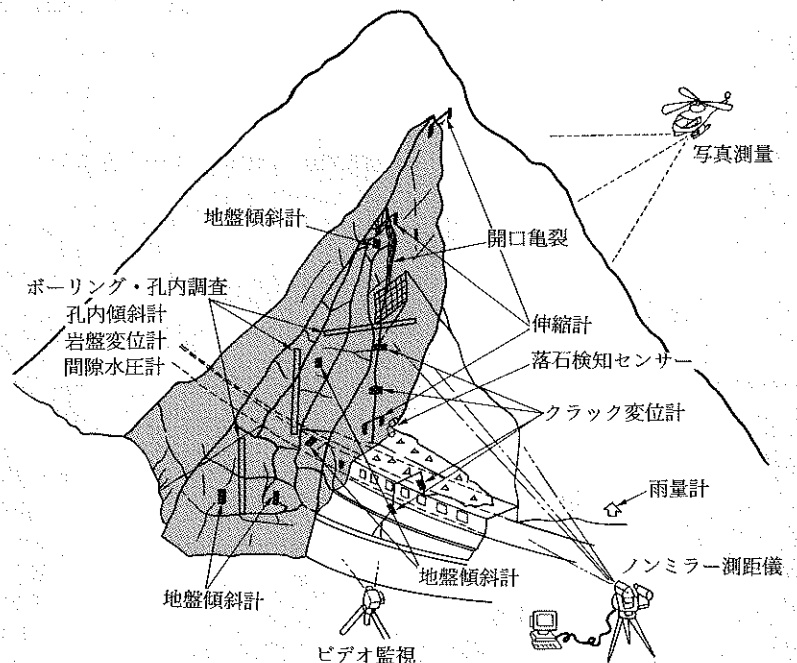 写真測量
地盤傾斜計
開口亀裂
ボーリング・孔内調査
孔内傾斜計
岩盤変位計
間隙水圧計
伸縮計
落石検知センサー
クラック変位計
雨量計
ノンミラー測距儀
地盤傾斜計
地盤傾斜計
ビデオ監視